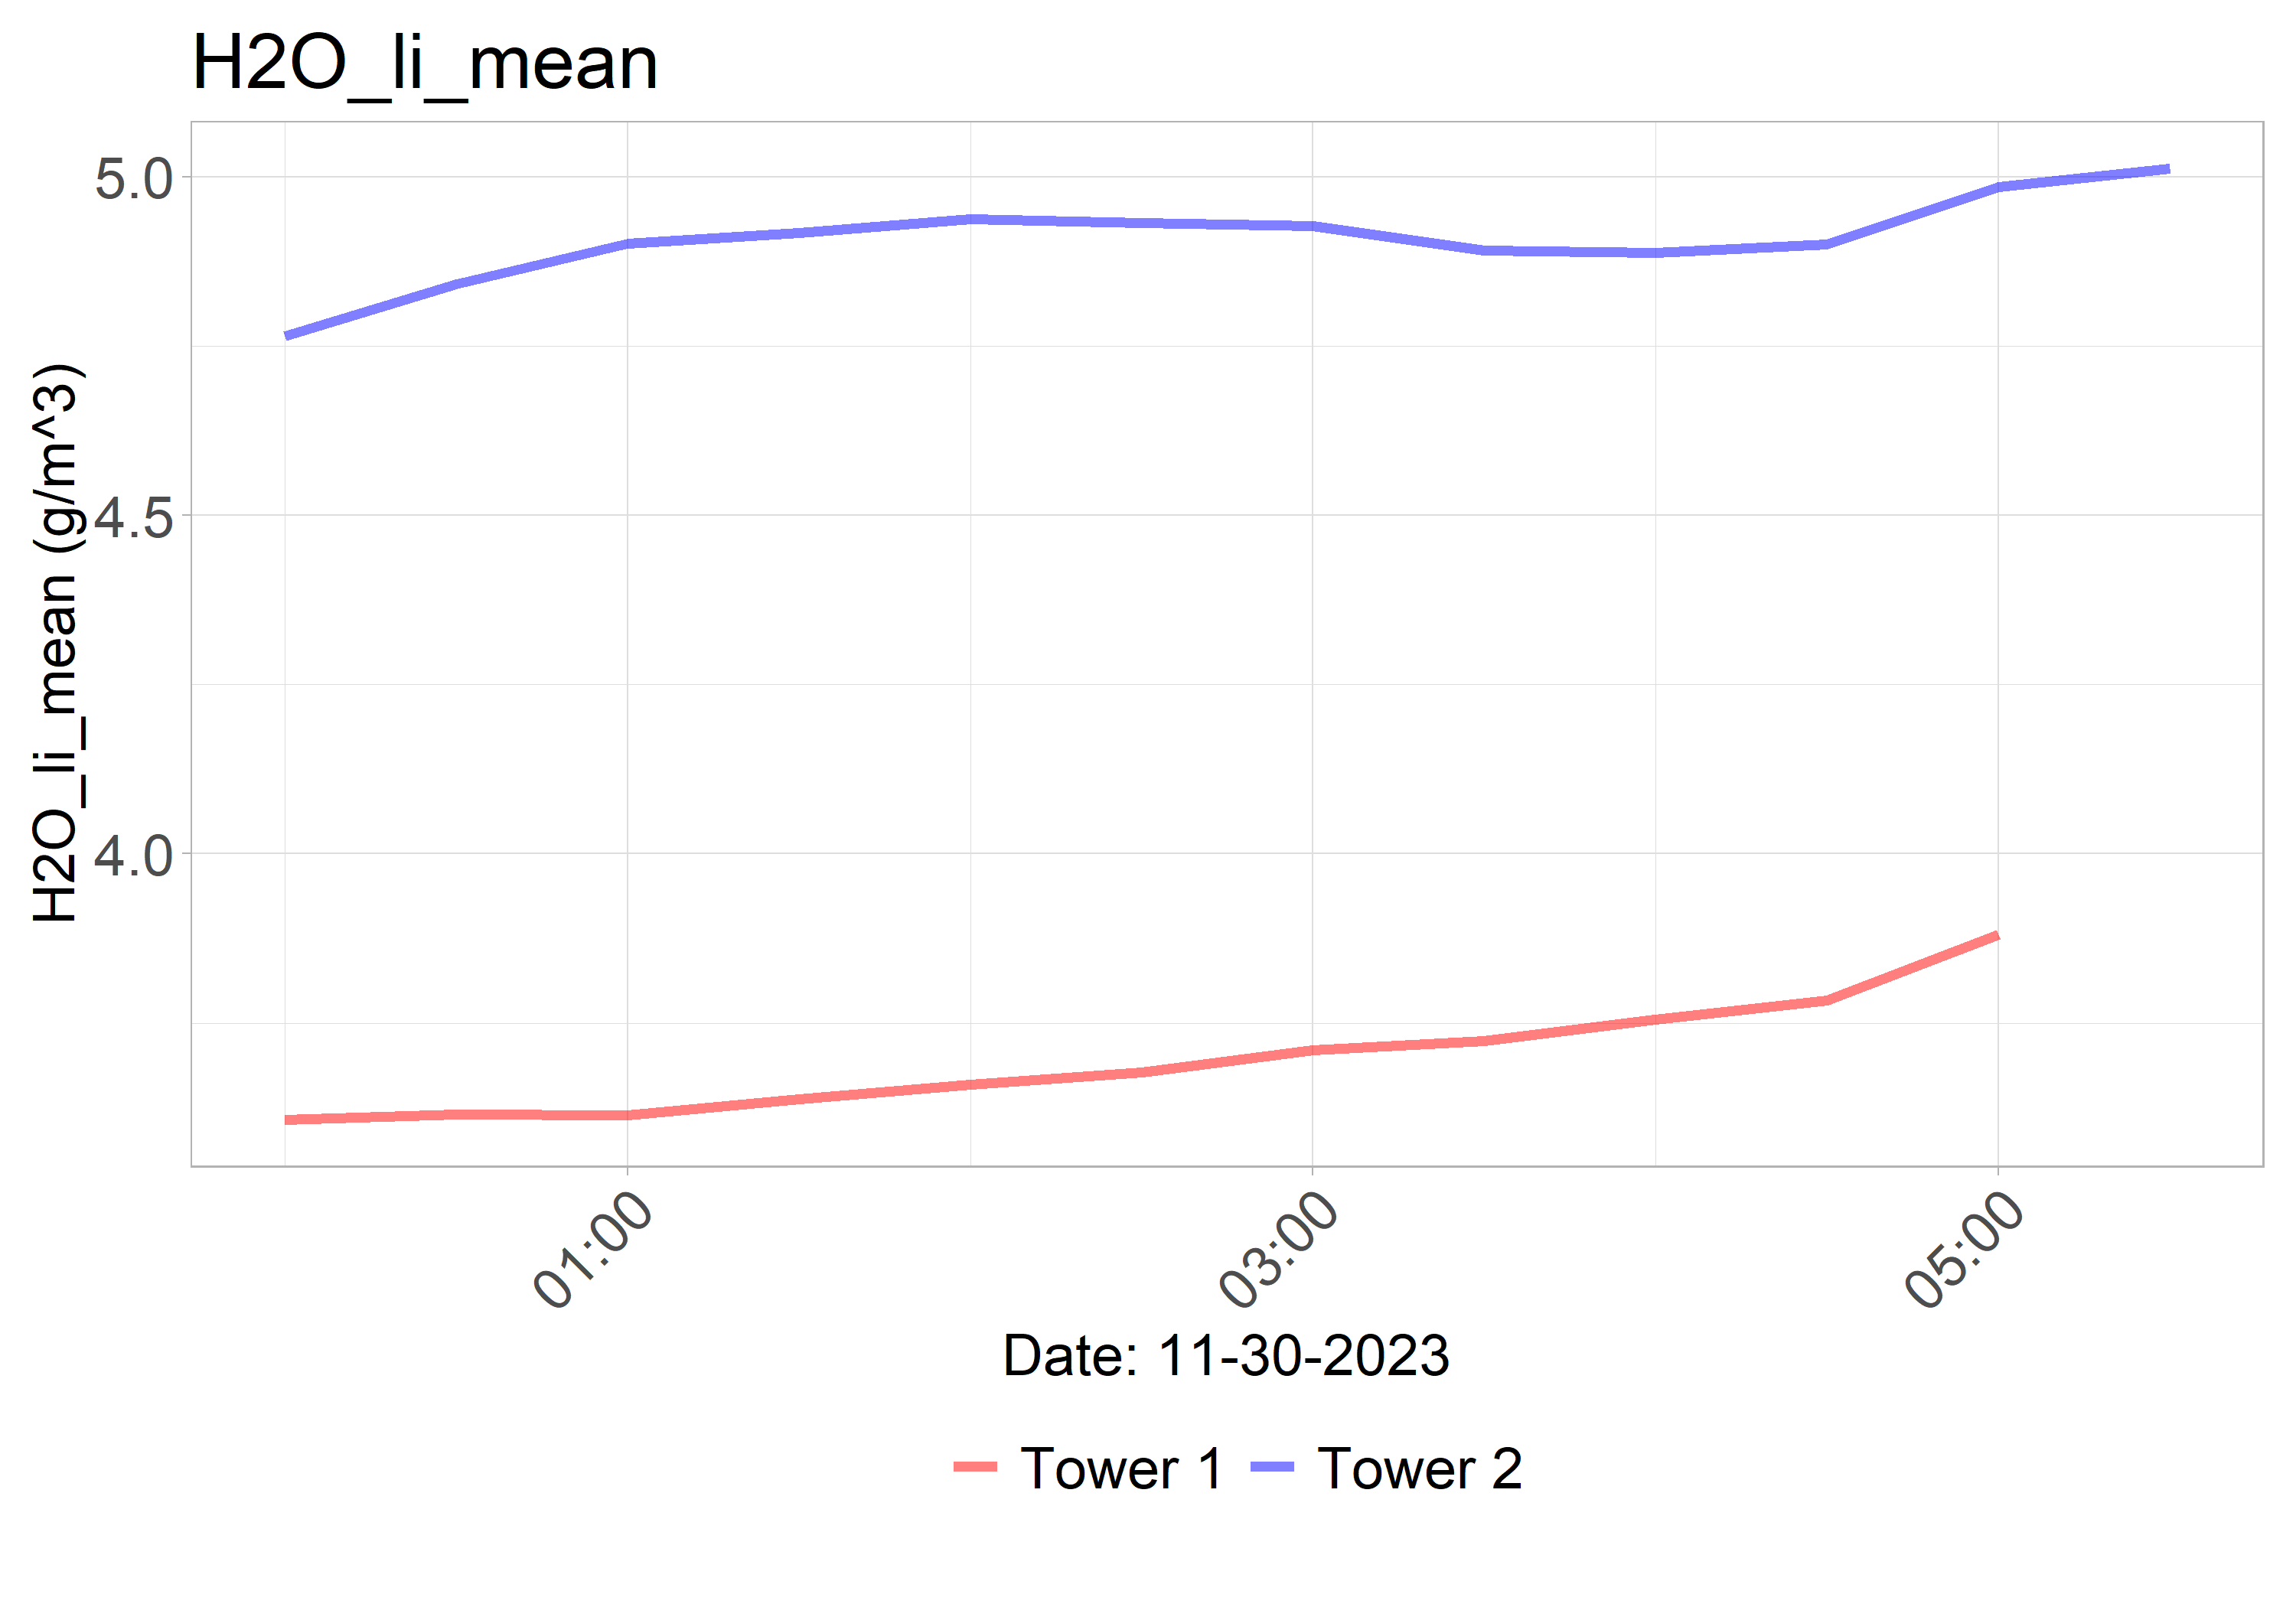 H2O_li_mean
H2O_li_mean (g/m^3)
5.0
4.5
4.0
01:00
03:00
05:00
Date: 11-30-2023
Tower 1
Tower 2